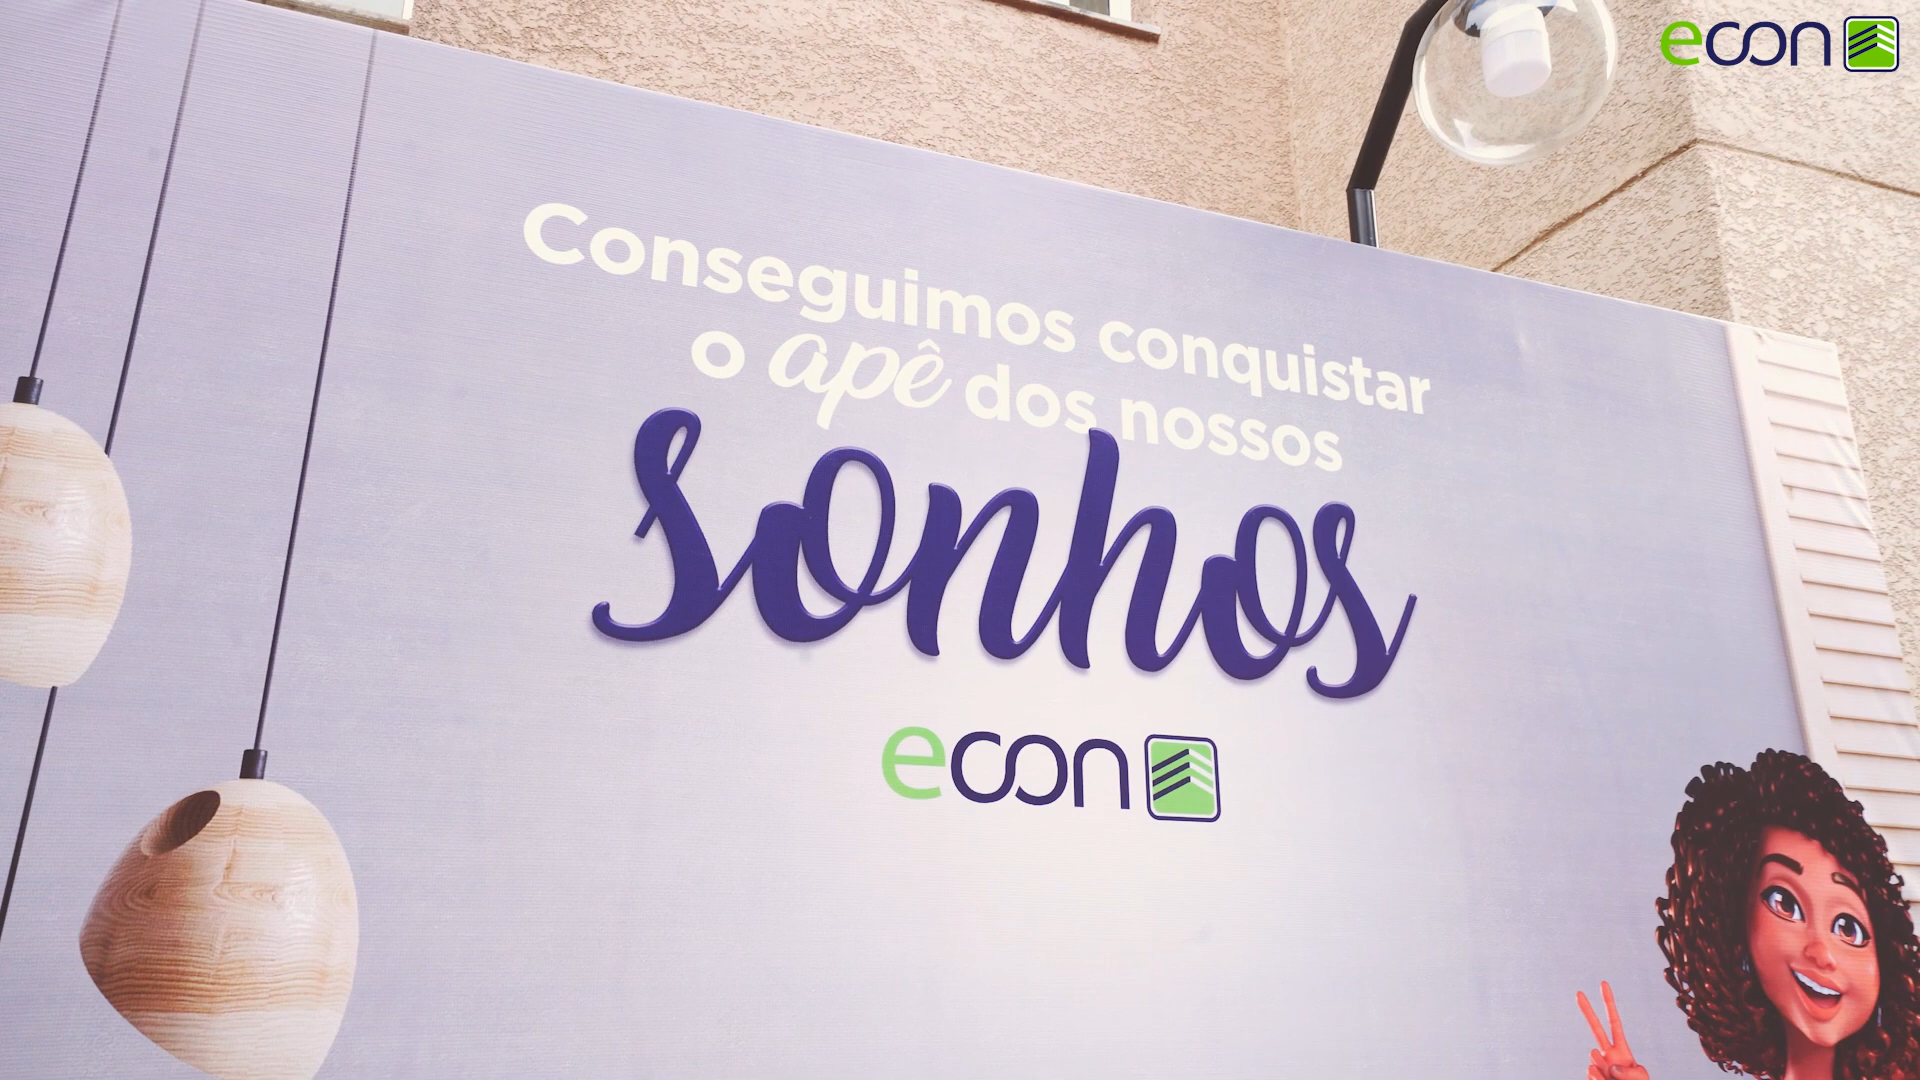 econ
Conseguimos conquistar
o apê dos nossos
sonhos
econ